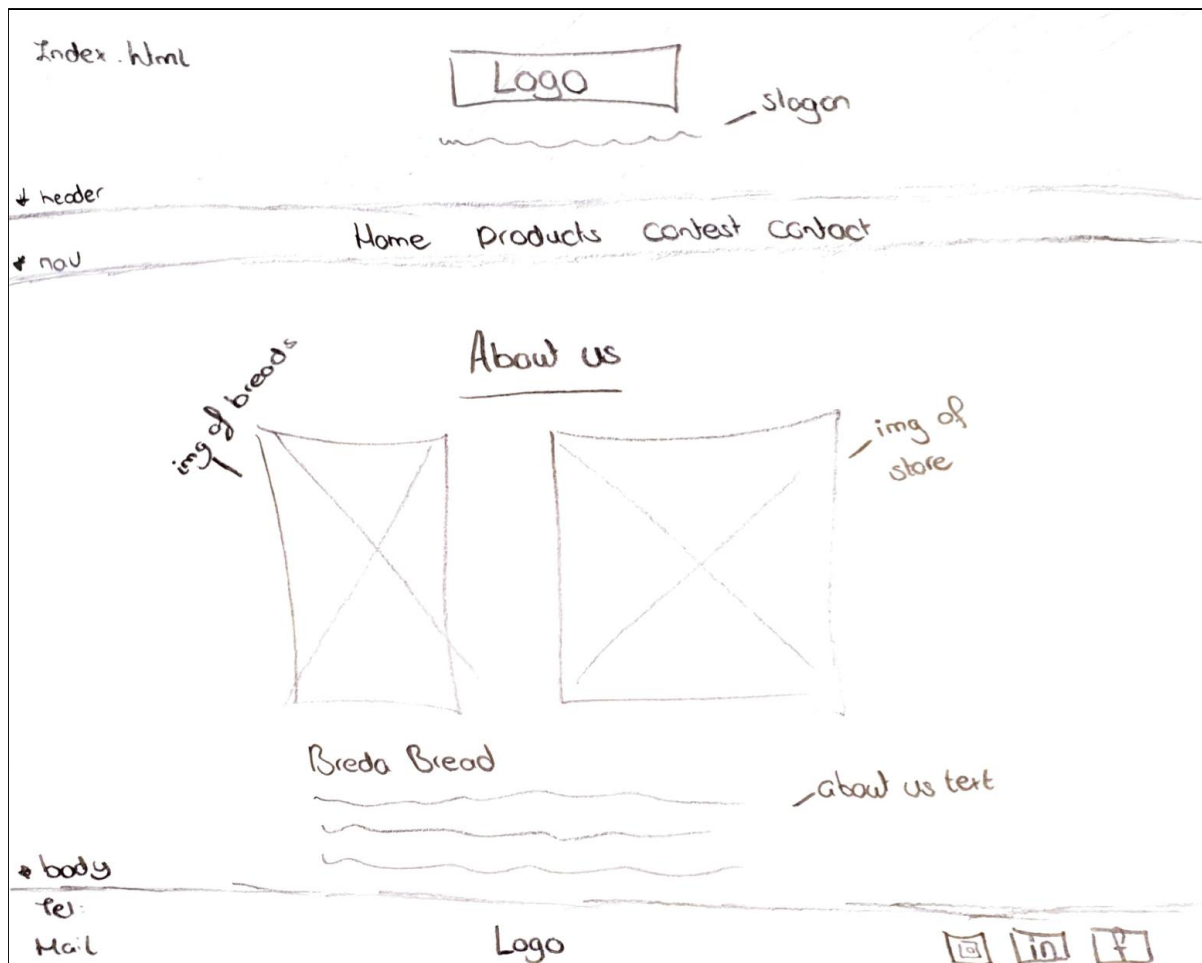 Index.html
Logo
slogan
header
Home Products contest contact
nav
About us
img of breads
img of
store
Breda Bread
about us text
body
Tel:
Mail
Logo
in
f